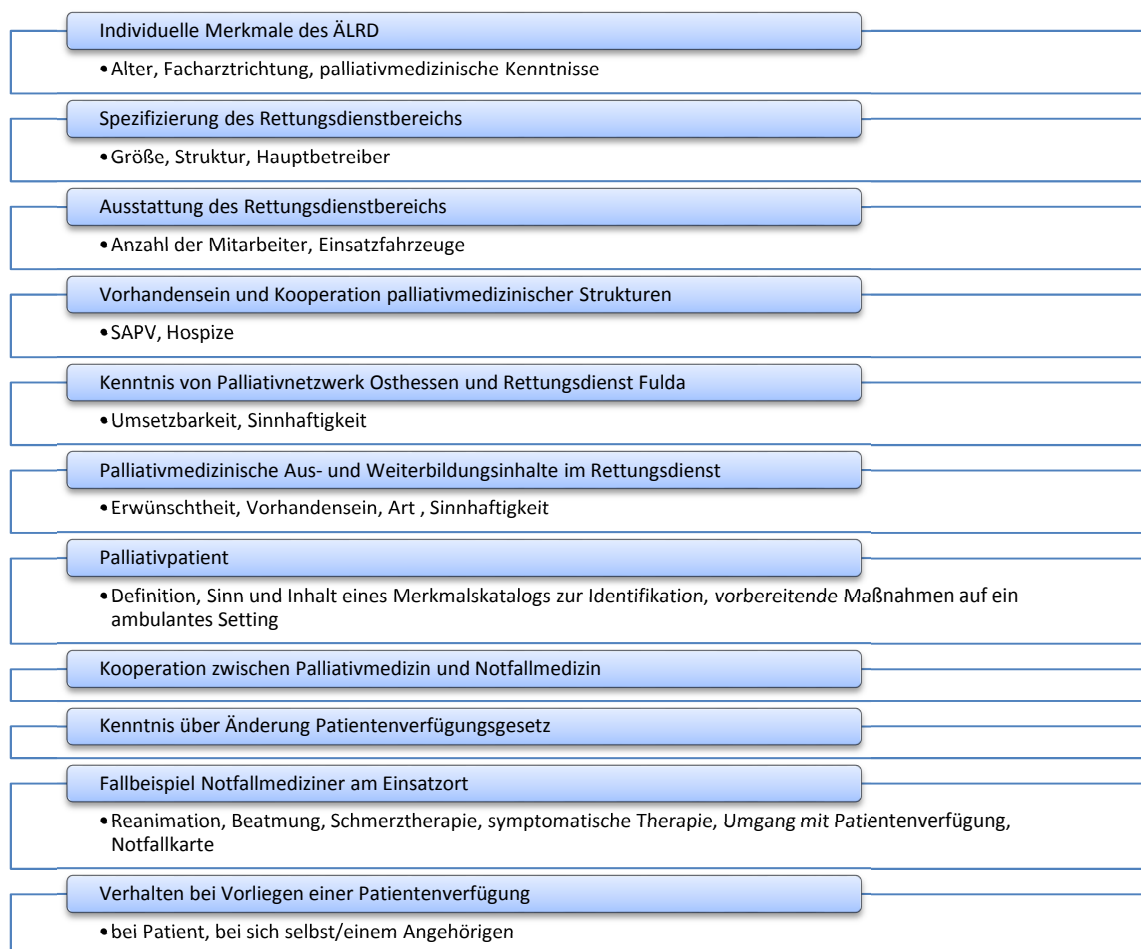 Individuelle Merkmale des ÄLRD
•Alter, Facharztrichtung, palliativmedizinische Kenntnisse
Spezifizierung des Rettungsdienstbereichs
•Größe, Struktur, Hauptbetreiber
Ausstattung des Rettungsdienstbereichs
•Anzahl der Mitarbeiter, Einsatzfahrzeuge
Vorhandensein und Kooperation palliativmedizinischer Strukturen
•SAPV, Hospize
Kenntnis von Palliativnetzwerk Osthessen und Rettungsdienst Fulda
•Umsetzbarkeit, Sinnhaftigkeit
Palliativmedizinische Aus- und Weiterbildungsinhalte im Rettungsdienst
•Erwünschtheit, Vorhandensein, Art , Sinnhaftigkeit
Palliativpatient
•Definition, Sinn und Inhalt eines Merkmalskatalogs zur Identifikation, vorbereitende Maßnahmen auf ein
ambulantes Setting
Kooperation zwischen Palliativmedizin und Notfallmedizin
Kenntnis über Änderung Patientenverfügungsgesetz
Fallbeispiel Notfallmediziner am Einsatzort
•Reanimation, Beatmung, Schmerztherapie, symptomatische Therapie, Umgang mit Patientenverfügung,
Notfallkarte
Verhalten bei Vorliegen einer Patientenverfügung
•bei Patient, bei sich selbst/einem Angehörigen